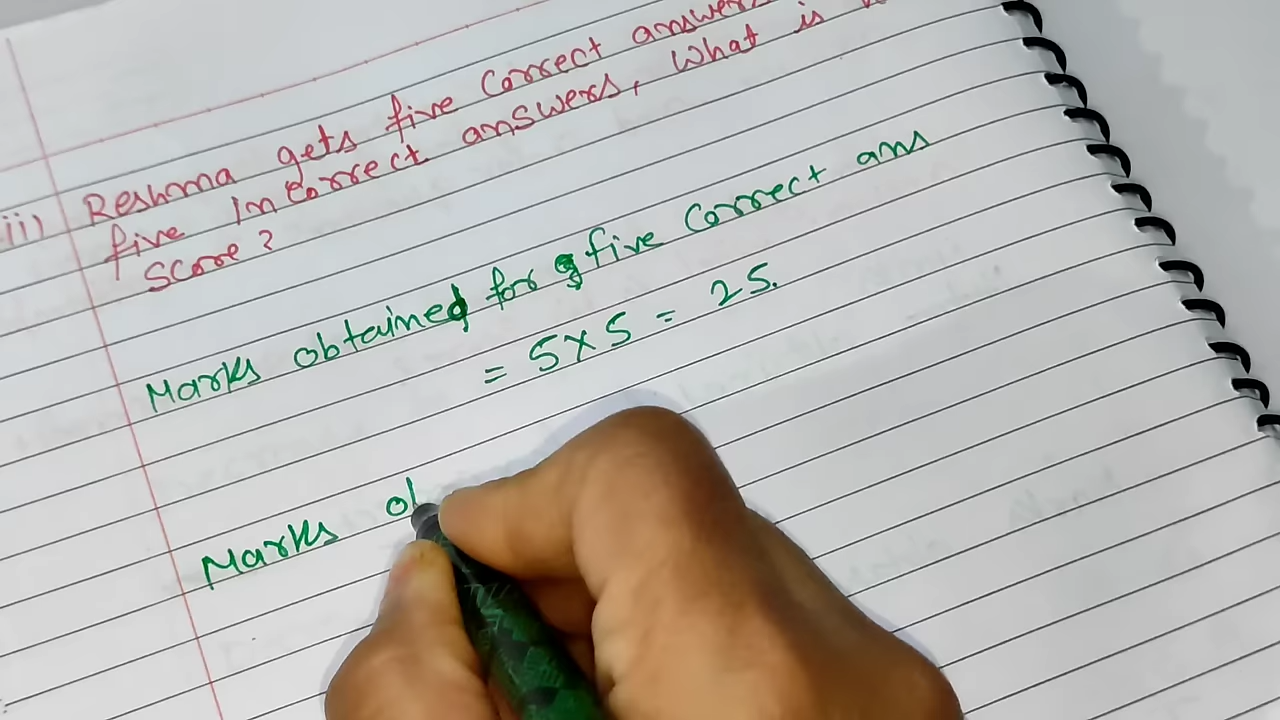 ii) Reshma gets five Correct answers
five Incorrect answers, What is
Score?
Marks obtained for five Correct ans
= 5×5 = 25.
Marks ob